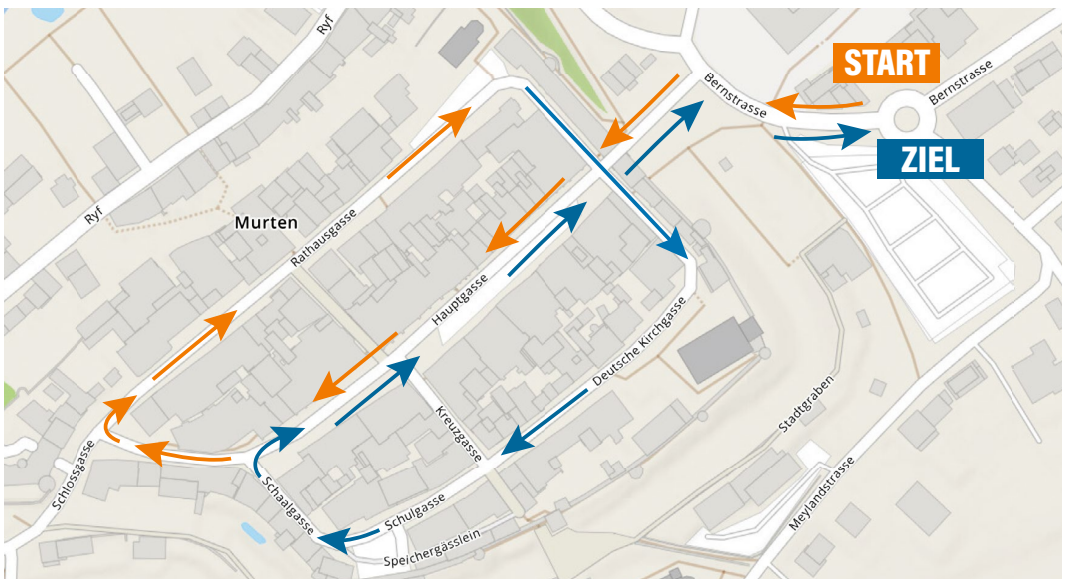 Ryf
START
Bernstrasse
Bernstrasse
ZIEL
Ryf
Murten
Rathausgasse
Hauptgasse
Deutsche Kirchgasse
Kreuzgasse
Stadtgraben
Schlossgasse
Schaalgasse
Schulgasse
Meylandstrasse
Speichergässlein